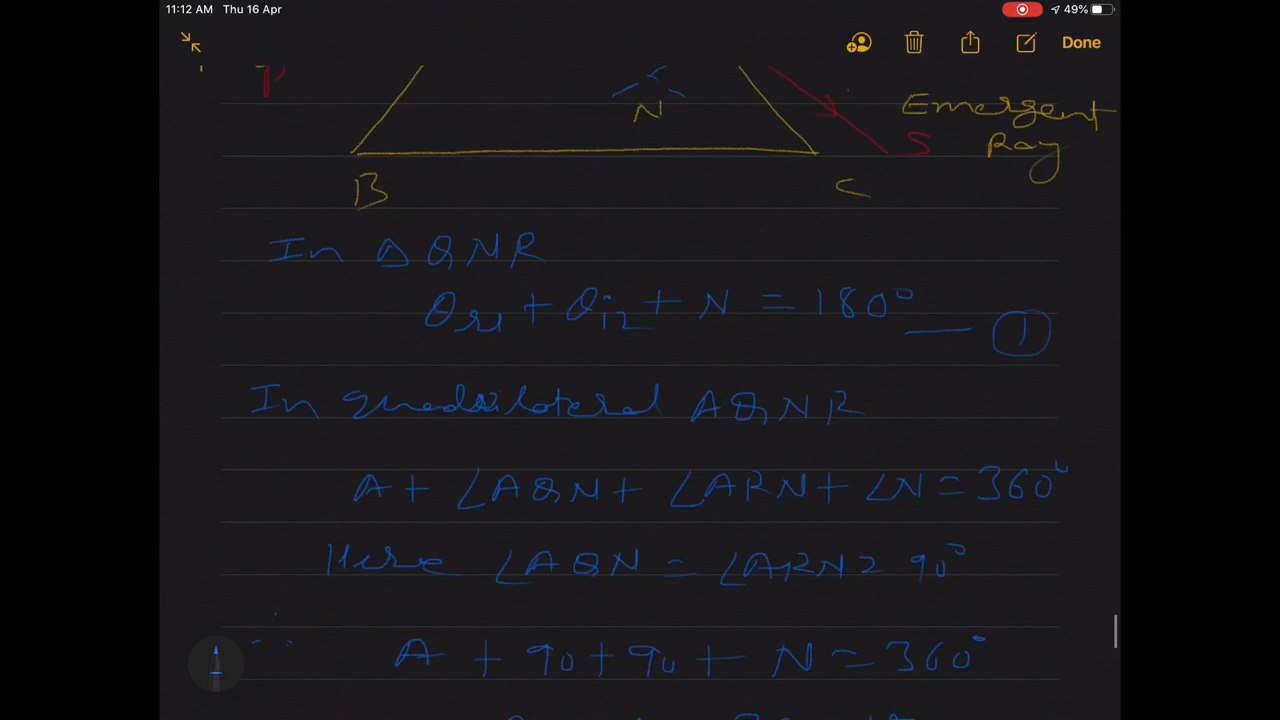 11:12 AM Thu 16 Apr
49%
Done
P
N
Emergent
S
Ray
B
C
In Δ QNR
θr1 + θi2 + N = 180° — ①
In quadrilateral AQNR
A + ∠AQN + ∠ARN + ∠N = 360°
Here ∠AQN = ∠ARN = 90°
∴ A + 90 + 90 + N = 360°